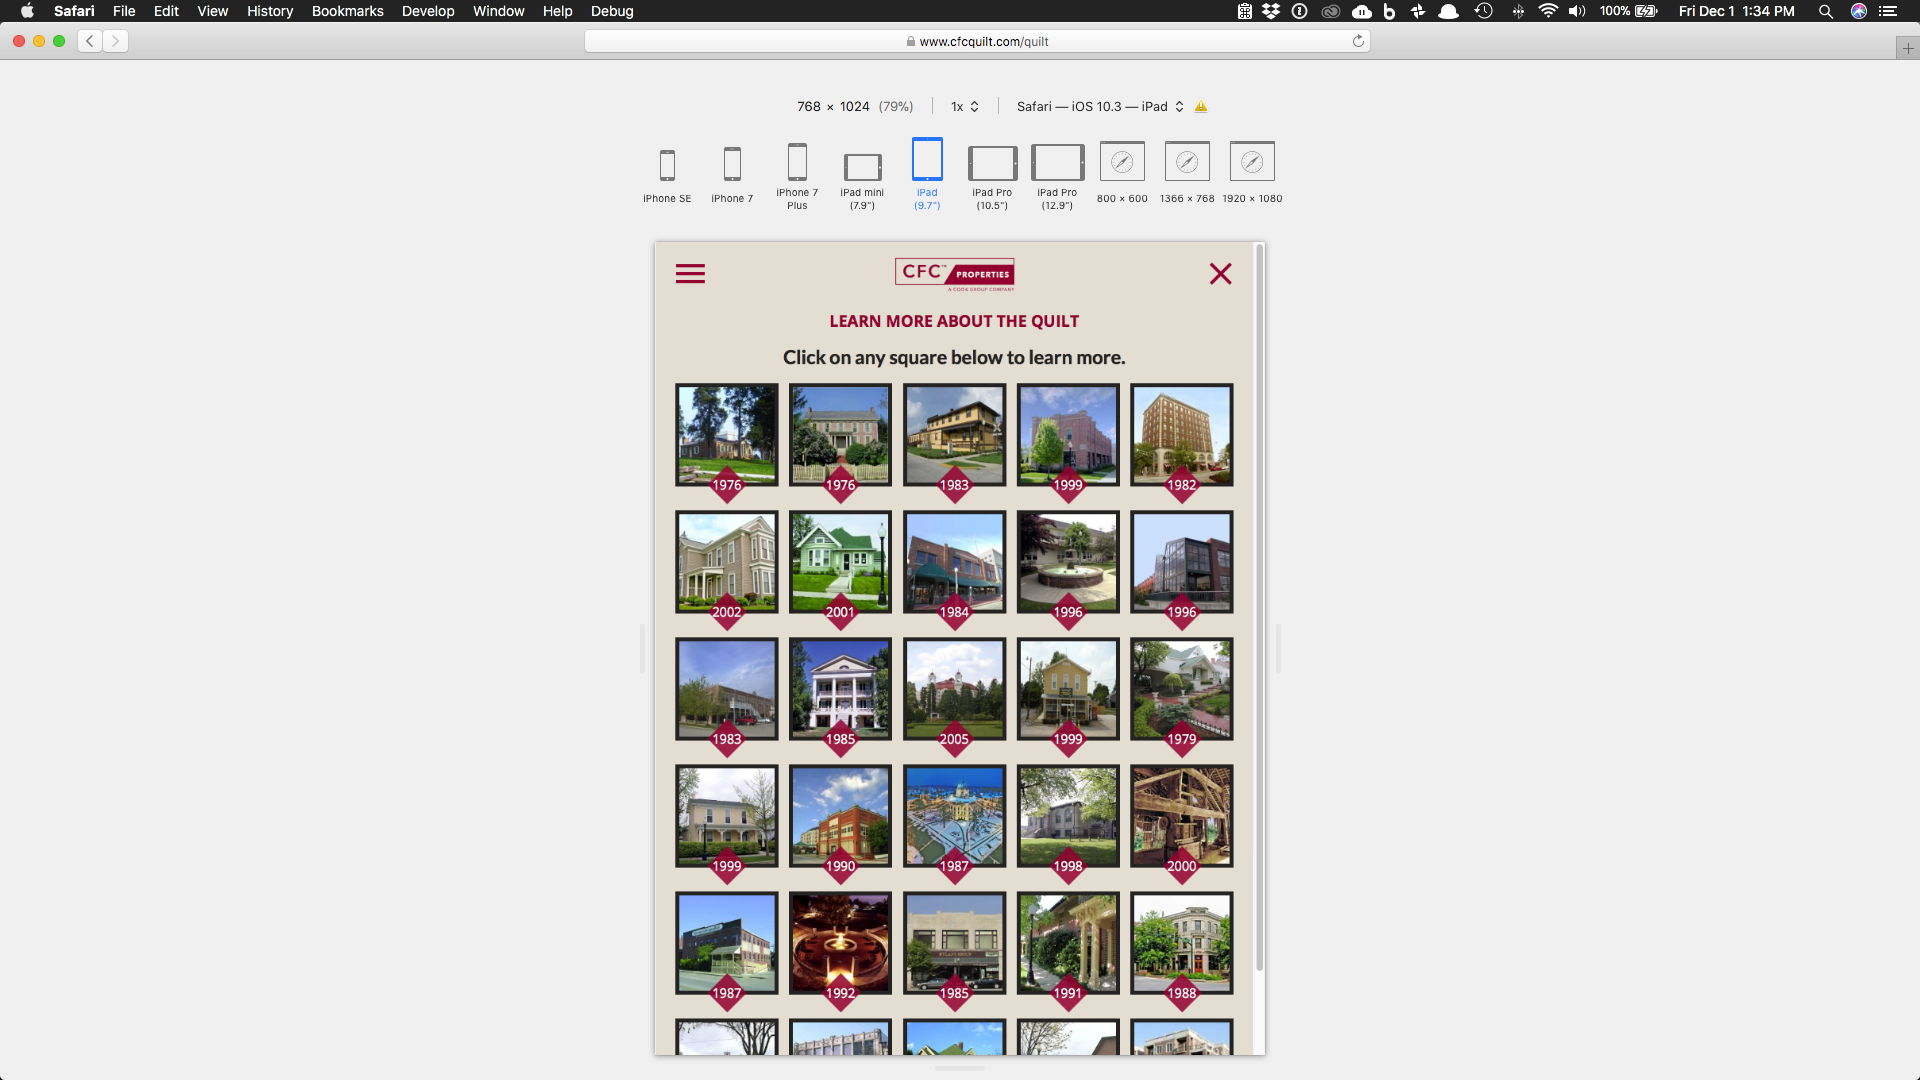 Safari File Edit View History Bookmarks Develop Window Help Debug 100% Fri Dec 1 1:34 PM
www.cfcquilt.com/quilt
768 × 1024 (79%) 1x Safari — iOS 10.3 — iPad
iPhone SE iPhone 7 iPhone 7 Plus iPad mini (7.9") iPad (9.7") iPad Pro (10.5") iPad Pro (12.9") 800 × 600 1366 × 768 1920 × 1080
CFC™ PROPERTIES
A COOK GROUP COMPANY
LEARN MORE ABOUT THE QUILT
Click on any square below to learn more.
1976 1976 1983 1999 1982
2002 2001 1984 1996 1996
1983 1985 2005 1999 1979
1999 1990 1987 1998 2000
1987 1992 1985 1991 1988